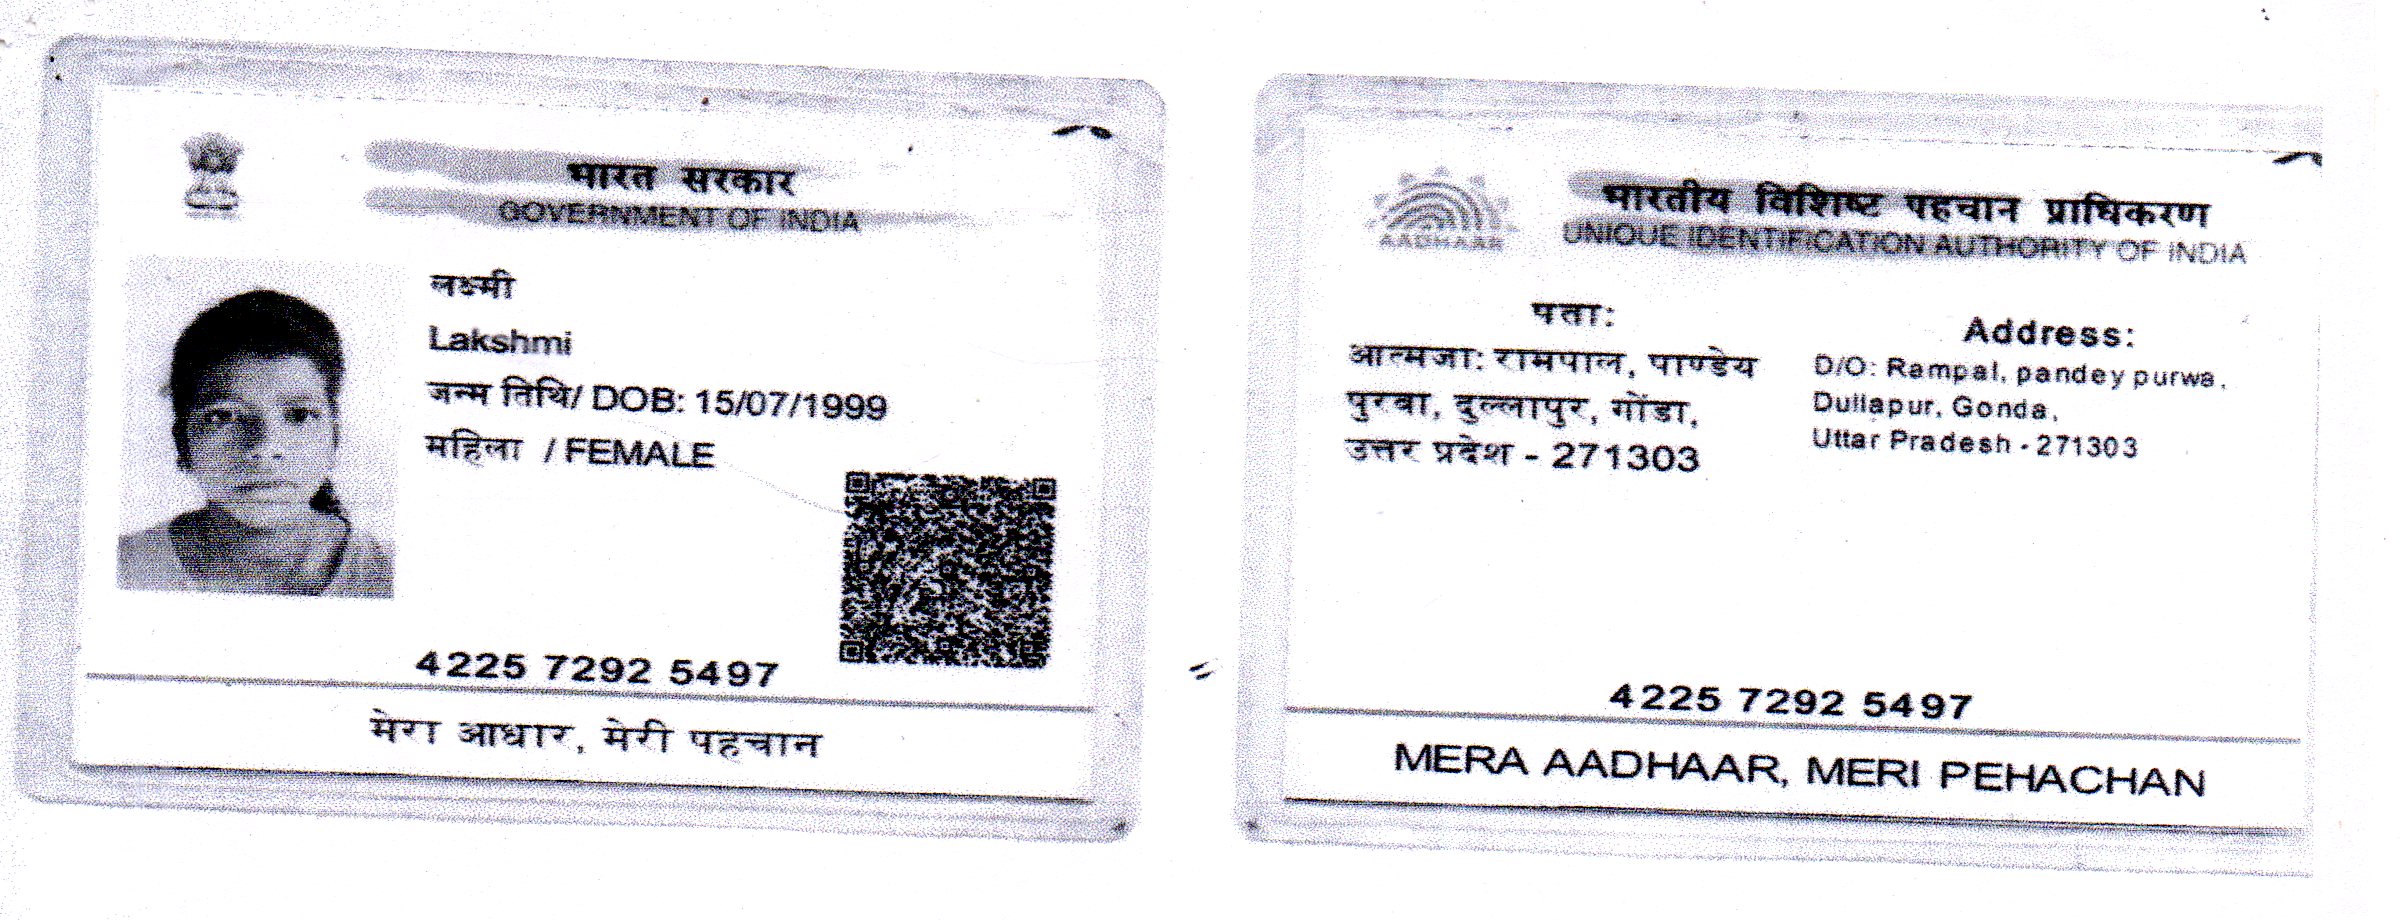 भारत सरकार
GOVERNMENT OF INDIA
लक्ष्मी
Lakshmi
जन्म तिथि/ DOB: 15/07/1999
महिला / FEMALE
4225 7292 5497
मेरा आधार, मेरी पहचान
भारतीय विशिष्ट पहचान प्राधिकरण
UNIQUE IDENTIFICATION AUTHORITY OF INDIA
AADHAAR
पता:
आत्मजा: रामपाल, पाण्डेय
पुरवा, दुल्लापुर, गोंडा,
उत्तर प्रदेश - 271303
Address:
D/O: Rampal, pandey purwa,
Dullapur, Gonda,
Uttar Pradesh - 271303
4225 7292 5497
MERA AADHAAR, MERI PEHACHAN